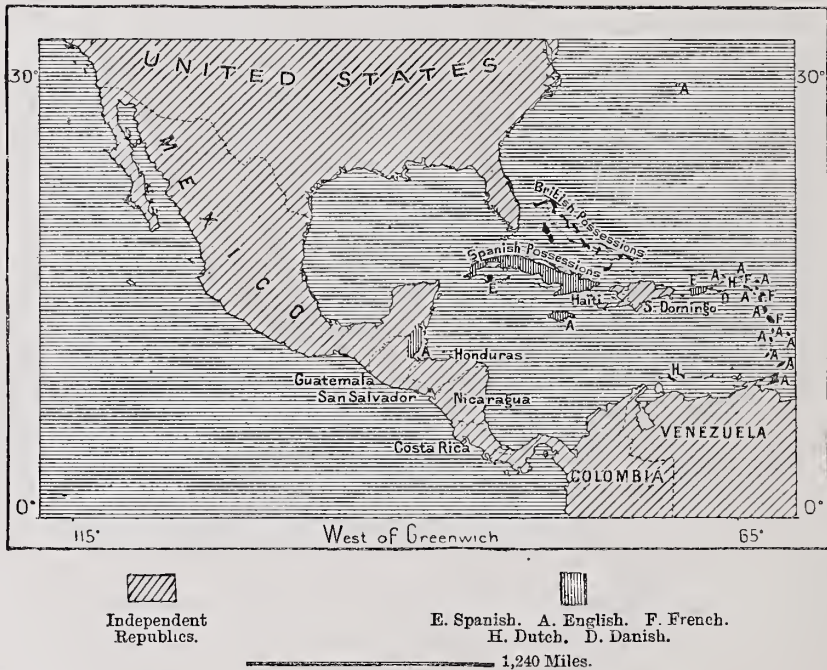 30° 30°
UNITED STATES
A
MEXICO
British Possessions
Spanish Possessions
E
Haïti
S. Domingo
E A A
H F A
D A F
A
F
A A
A A
A
A
A
H
A
Honduras
Guatemala
San Salvador
Nicaragua
Costa Rica
VENEZUELA
COLOMBIA
0° 0°
115° West of Greenwich 65°
Independent
Republics.
E. Spanish. A. English. F. French.
H. Dutch. D. Danish.
1,240 Miles.